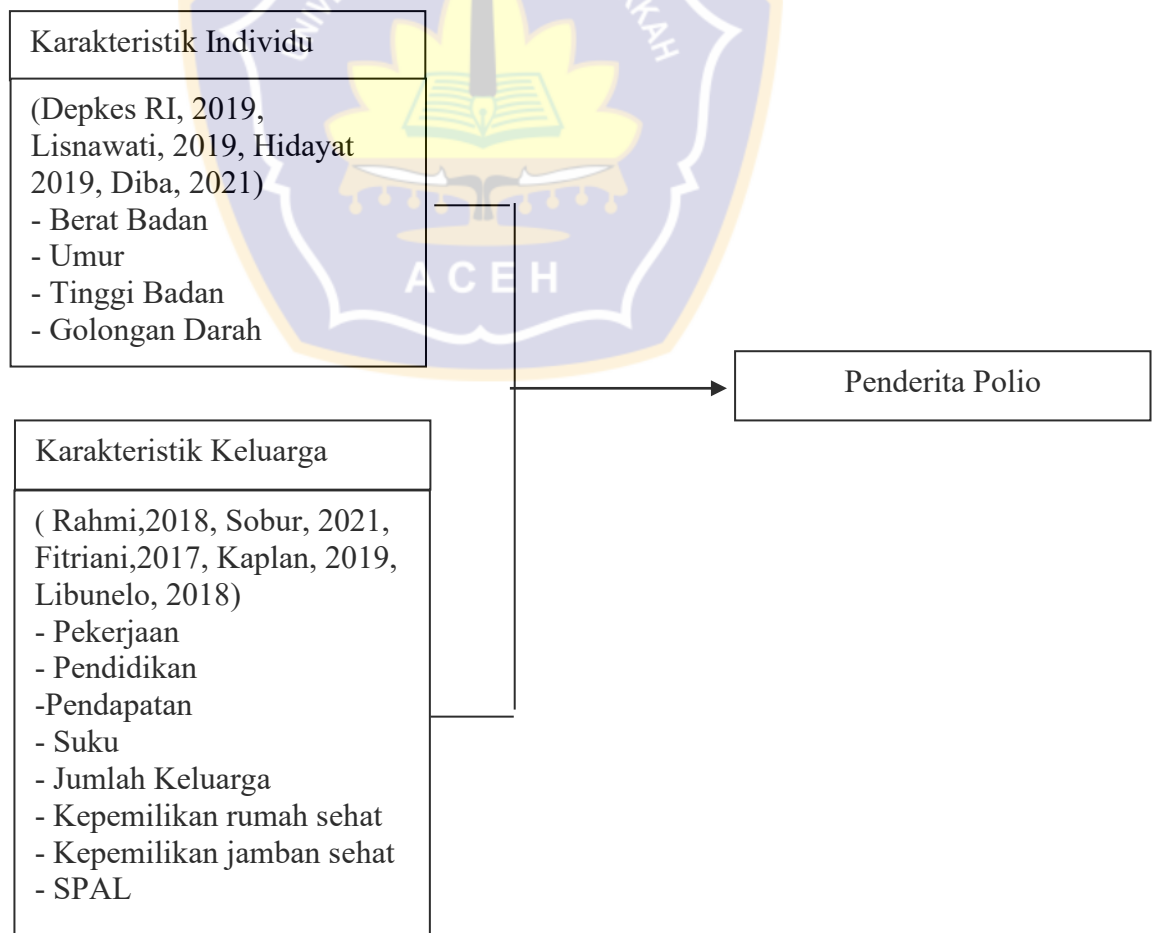 UNIV
AKAH
Karakteristik Individu
(Depkes RI, 2019,
Lisnawati, 2019, Hidayat
2019, Diba, 2021)
- Berat Badan
- Umur
- Tinggi Badan
- Golongan Darah
ACEH
Penderita Polio
Karakteristik Keluarga
( Rahmi,2018, Sobur, 2021,
Fitriani,2017, Kaplan, 2019,
Libunelo, 2018)
- Pekerjaan
- Pendidikan
-Pendapatan
- Suku
- Jumlah Keluarga
- Kepemilikan rumah sehat
- Kepemilikan jamban sehat
- SPAL